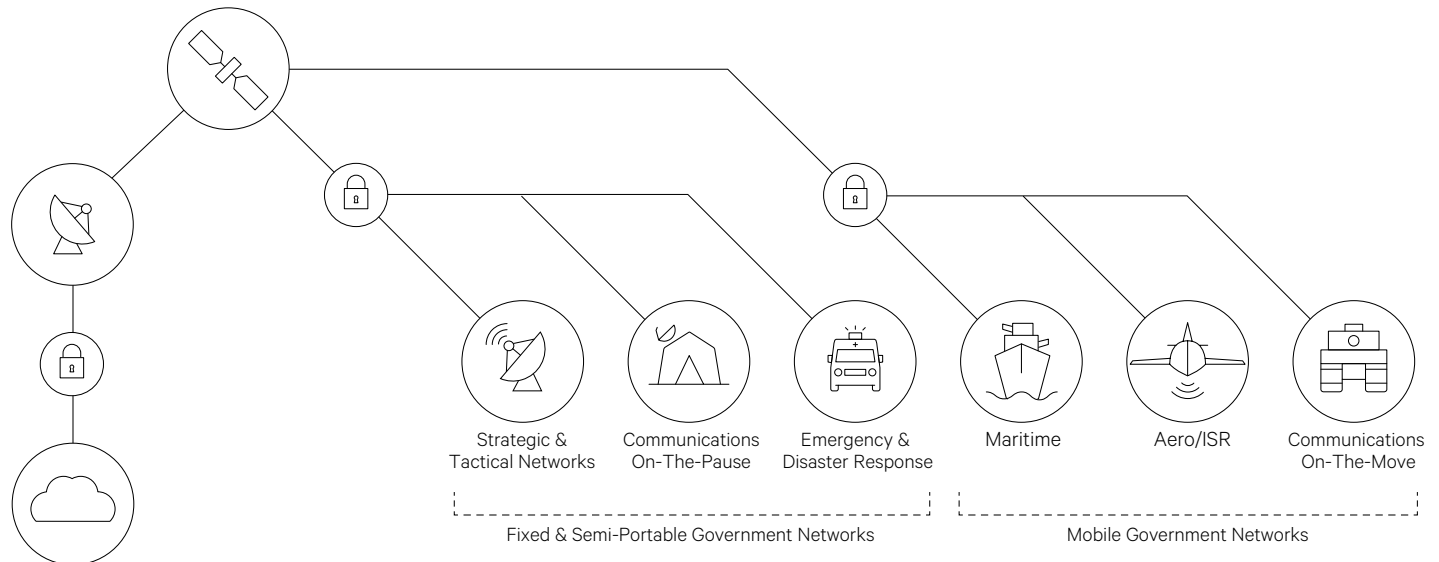 Strategic &
Tactical Networks
Communications
On-The-Pause
Emergency &
Disaster Response
Maritime
Aero/ISR
Communications
On-The-Move
Fixed & Semi-Portable Government Networks
Mobile Government Networks